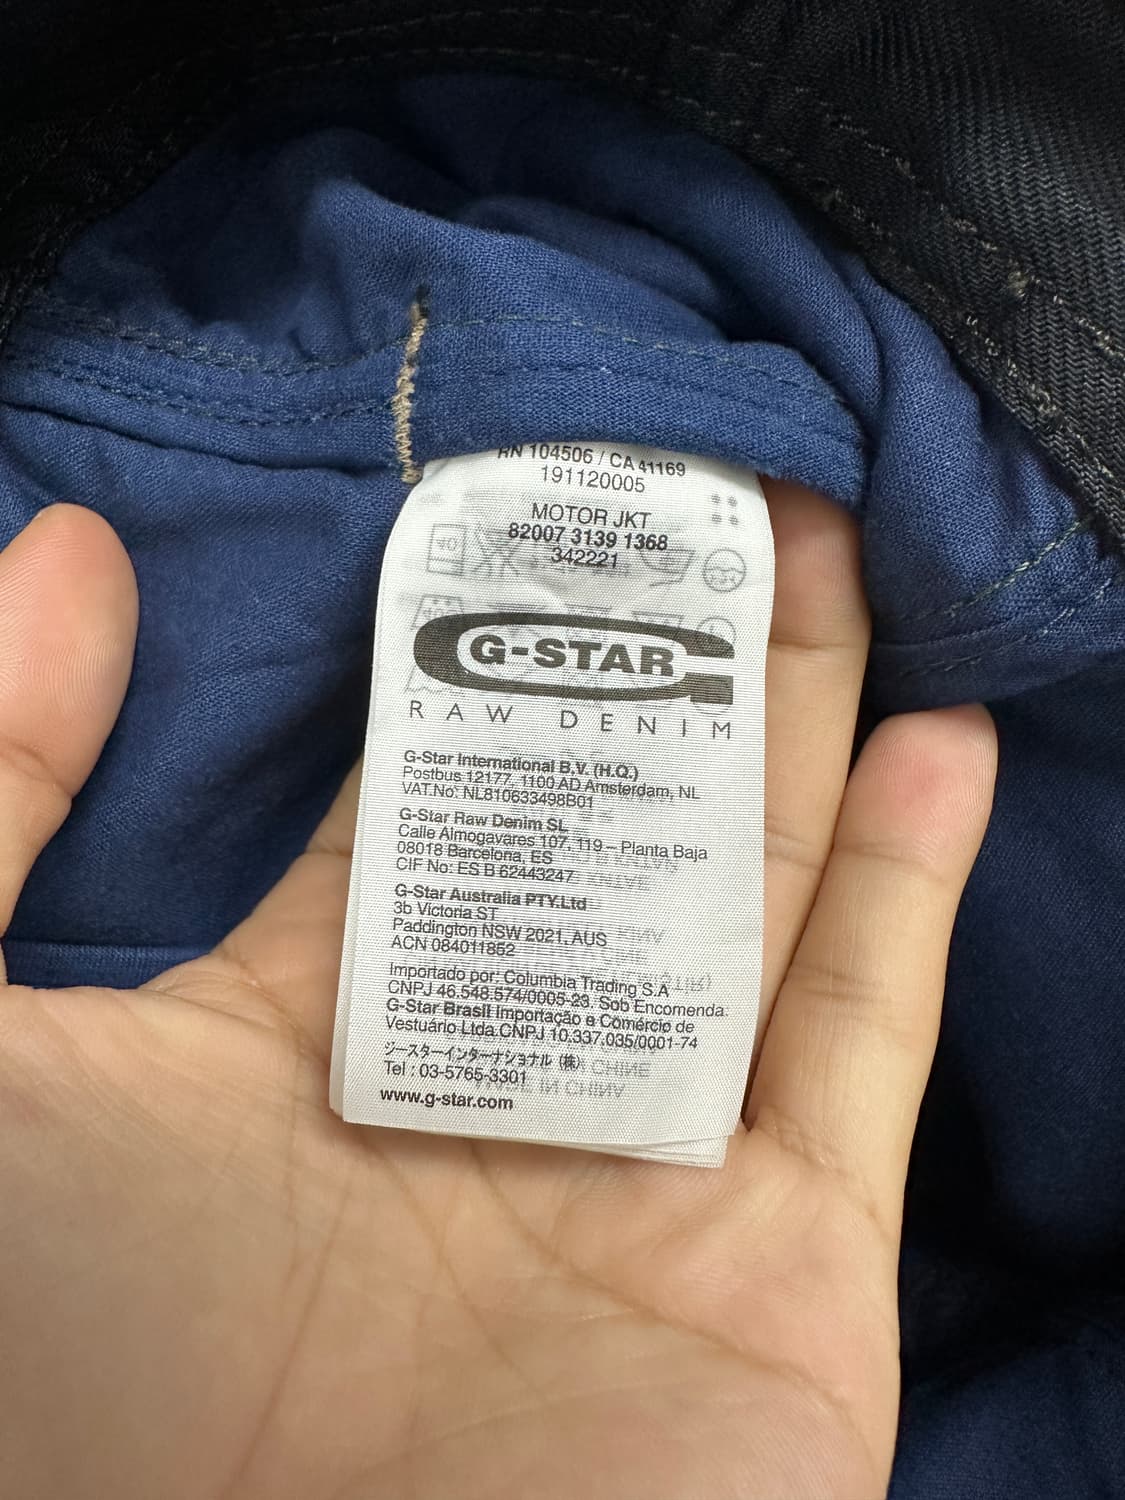 RN 104506 / CA 41169
191120005
MOTOR JKT
82007 3139 1368
342221
G-STAR
RAW DENIM
G-Star International B.V. (H.Q.)
Postbus 12177, 1100 AD Amsterdam, NL
VAT.No: NL810633498B01
G-Star Raw Denim SL
Calle Almogavares 107, 119 – Planta Baja
08018 Barcelona, ES
CIF No: ES B 62443247
G-Star Australia PTY.Ltd
3b Victoria ST
Paddington NSW 2021, AUS
ACN 084011852
Importado por: Columbia Trading S.A
CNPJ 46.548.574/0005-23. Sob Encomenda:
G-Star Brasil Importação e Comércio de
Vestuário Ltda.CNPJ 10.337.035/0001-74
ジースターインターナショナル (株)
Tel : 03-5765-3301
www.g-star.com